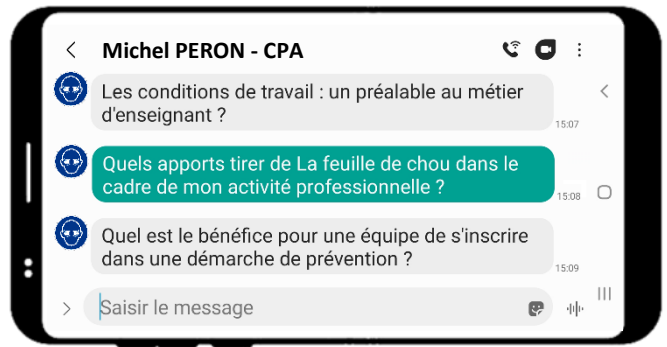 Michel PERON - CPA
Les conditions de travail : un préalable au métier
d'enseignant ?
15:07
Quels apports tirer de La feuille de chou dans le
cadre de mon activité professionnelle ?
15:08
Quel est le bénéfice pour une équipe de s'inscrire
dans une démarche de prévention ?
15:09
Saisir le message